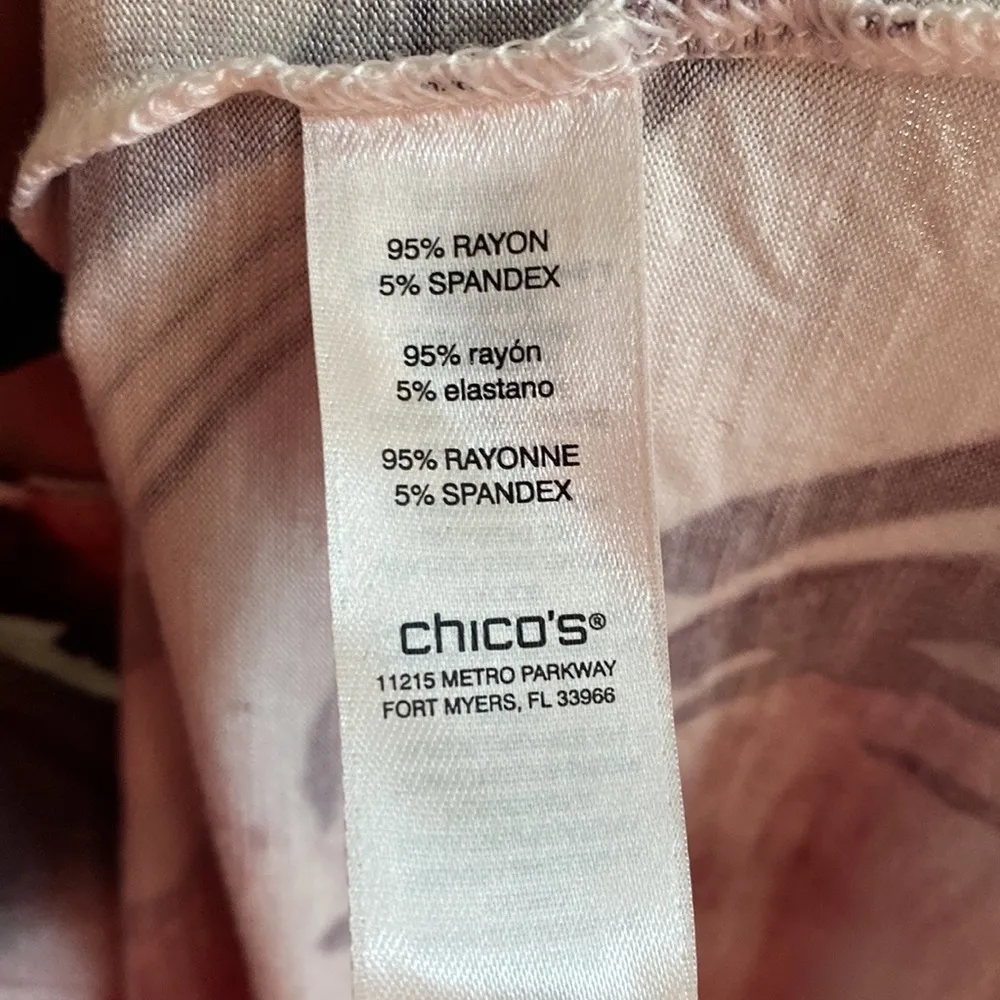 95% RAYON
5% SPANDEX
95% rayón
5% elastano
95% RAYONNE
5% SPANDEX
chico's®
11215 METRO PARKWAY
FORT MYERS, FL 33966